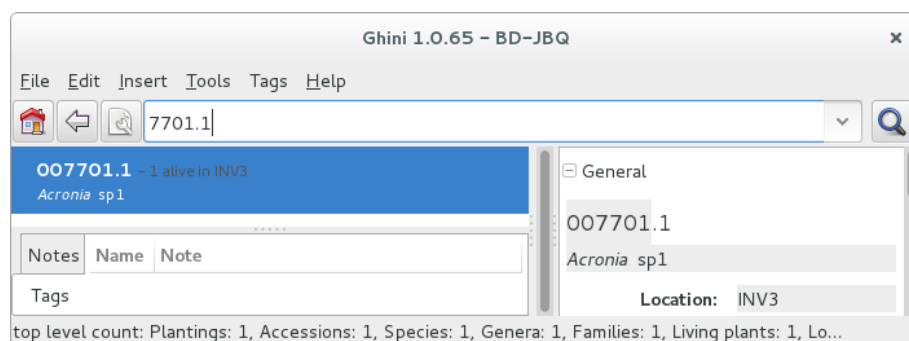 Ghini 1.0.65 – BD-JBQ
File Edit Insert Tools Tags Help
7701.1
007701.1 – 1 alive in INV3
Acronia sp1
Notes Name Note
Tags
General
007701.1
Acronia sp1
Location: INV3
top level count: Plantings: 1, Accessions: 1, Species: 1, Genera: 1, Families: 1, Living plants: 1, Lo...